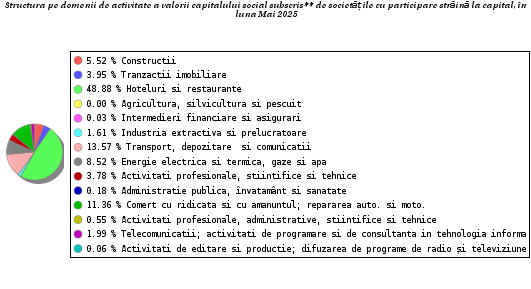 Structura pe domenii de activitate a valorii capitalului social subscris** de societăţile cu participare străină la capital, în
luna Mai 2025
5.52 % Constructii
3.95 % Tranzactii imobiliare
48.88 % Hoteluri si restaurante
0.00 % Agricultura, silvicultura si pescuit
0.03 % Intermedieri financiare si asigurari
1.61 % Industria extractiva si prelucratoare
13.57 % Transport, depozitare si comunicatii
8.52 % Energie electrica si termica, gaze si apa
3.78 % Activitati profesionale, stiintifice si tehnice
0.18 % Administratie publica, învatamânt si sanatate
11.36 % Comert cu ridicata si cu amanuntul; repararea auto. si moto.
0.55 % Activitati profesionale, administrative, stiintifice si tehnice
1.99 % Telecomunicatii; activitati de programare si de consultanta in tehnologia informa
0.06 % Activitati de editare si productie; difuzarea de programe de radio și televiziune